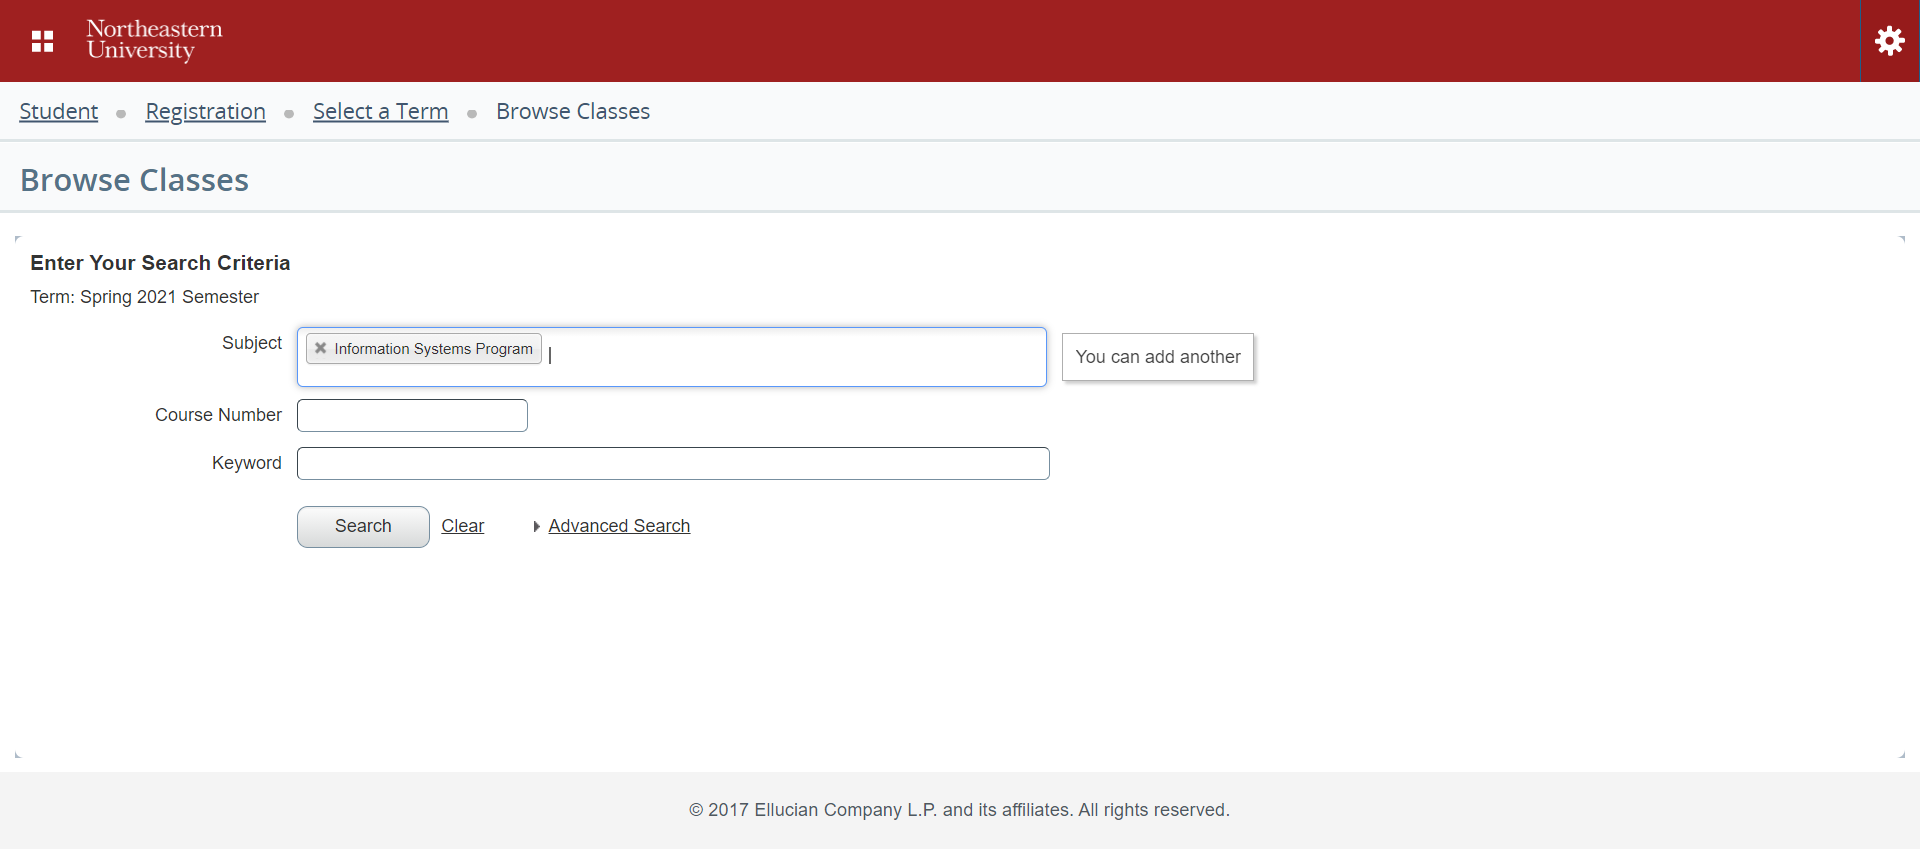 Northeastern
University
Student
Registration
Select a Term
Browse Classes
Browse Classes
Enter Your Search Criteria
Term: Spring 2021 Semester
Subject
Information Systems Program
You can add another
Course Number
Keyword
Search
Clear
Advanced Search
© 2017 Ellucian Company L.P. and its affiliates. All rights reserved.